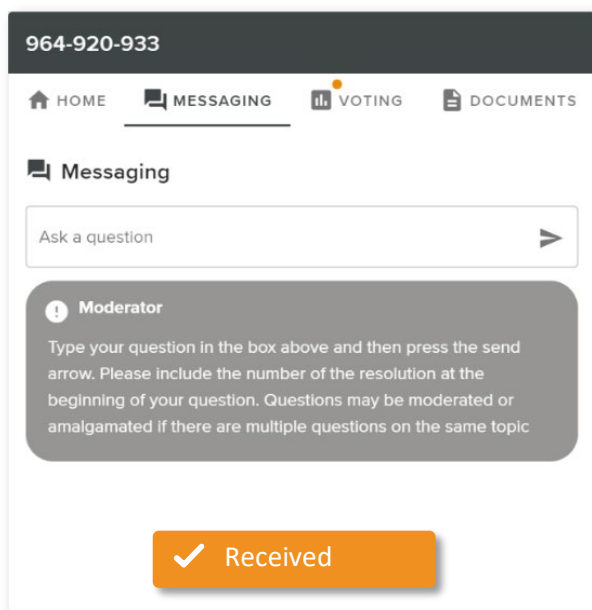 964-920-933
HOME MESSAGING VOTING DOCUMENTS
Messaging
Ask a question
Moderator
Type your question in the box above and then press the send
arrow. Please include the number of the resolution at the
beginning of your question. Questions may be moderated or
amalgamated if there are multiple questions on the same topic
Received